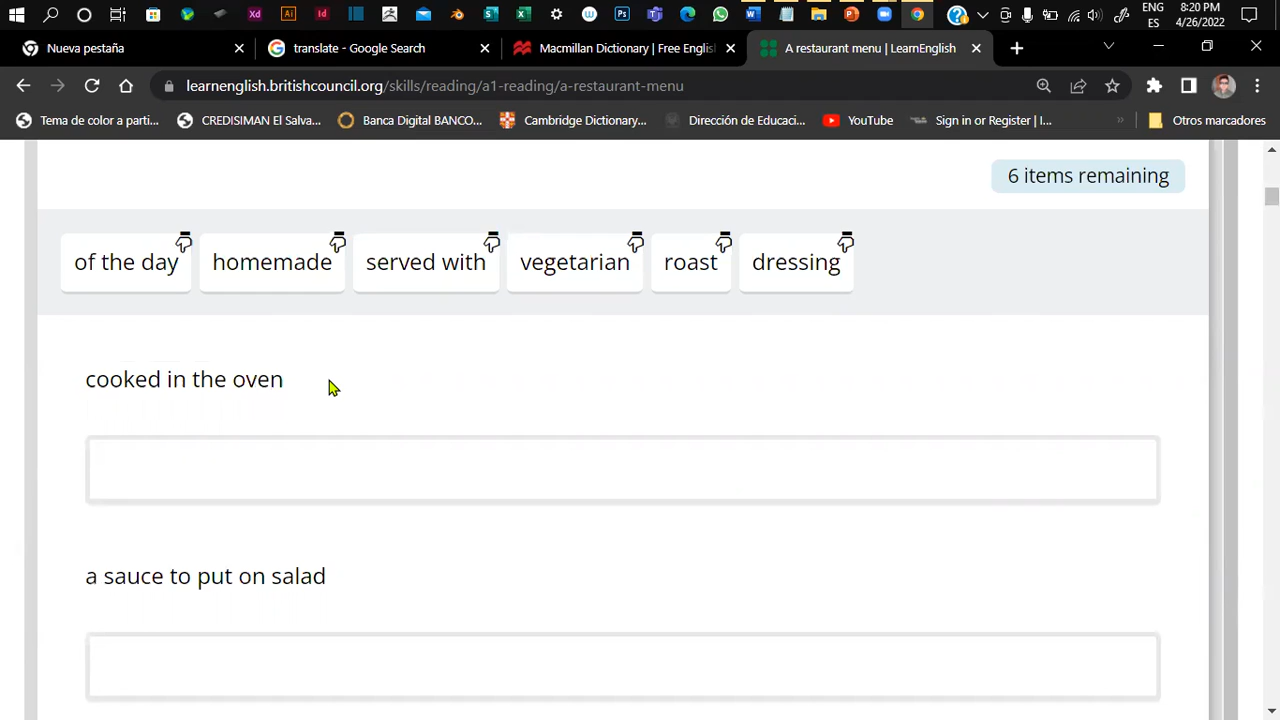 ENG
8:20 PM
ES
4/26/2022
Nueva pestaña
translate - Google Search
Macmillan Dictionary | Free Englis
A restaurant menu | LearnEnglish
learnenglish.britishcouncil.org/skills/reading/a1-reading/a-restaurant-menu
Tema de color a parti...
CREDISIMAN El Salva...
Banca Digital BANCO...
Cambridge Dictionary...
Dirección de Educaci...
YouTube
Sign in or Register | I...
Otros marcadores
6 items remaining
of the day
homemade
served with
vegetarian
roast
dressing
cooked in the oven
a sauce to put on salad